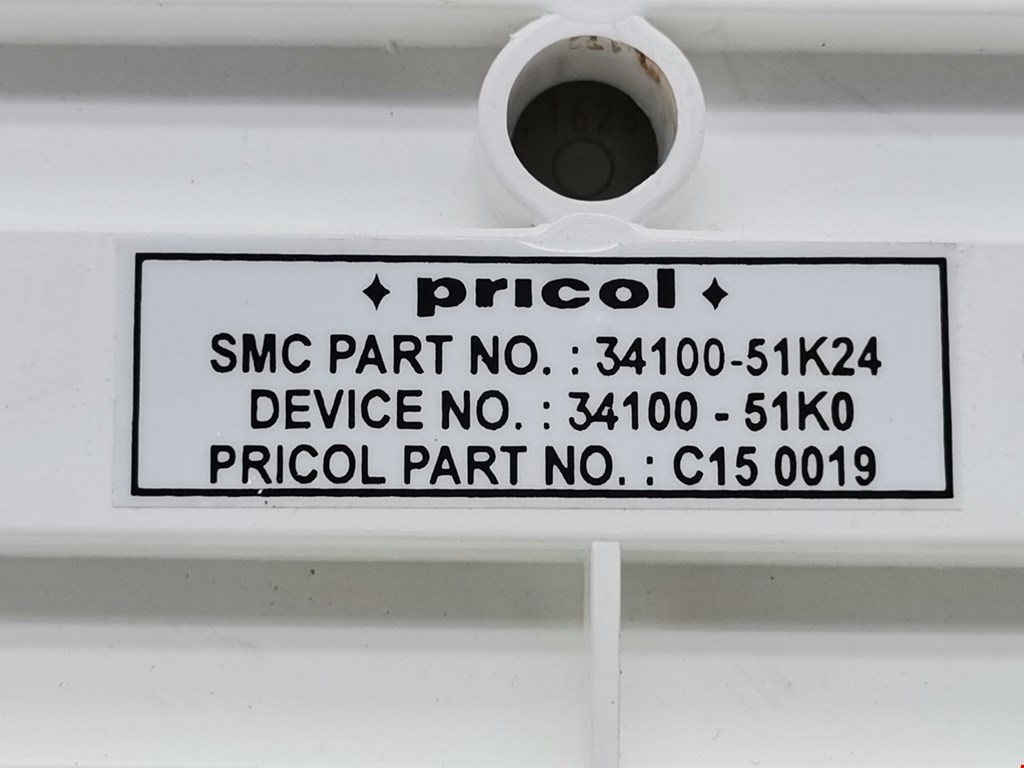 pricol
SMC PART NO. : 34100-51K24
DEVICE NO. : 34100 - 51K0
PRICOL PART NO. : C15 0019